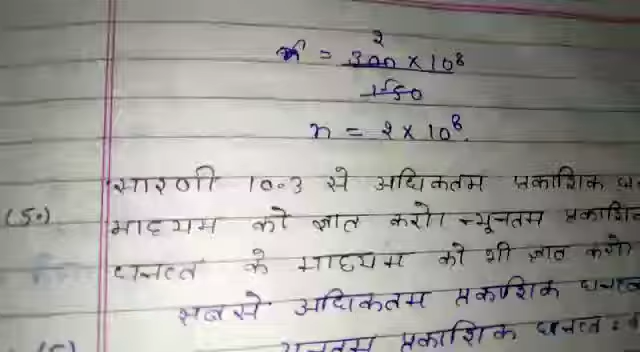 n = 300 × 10⁸
2
150
n = 2 × 10⁸
सारणी 10.3 से अधिकतम प्रकाशिक
(5.) माध्यम को ज्ञात करो। न्यूनतम प्रकाशिक
घनत्व के माध्यम को भी ज्ञात करो।
सबसे अधिकतम प्रकाशिक घनत्व
न्यूनतम प्रकाशिक घनत्व :